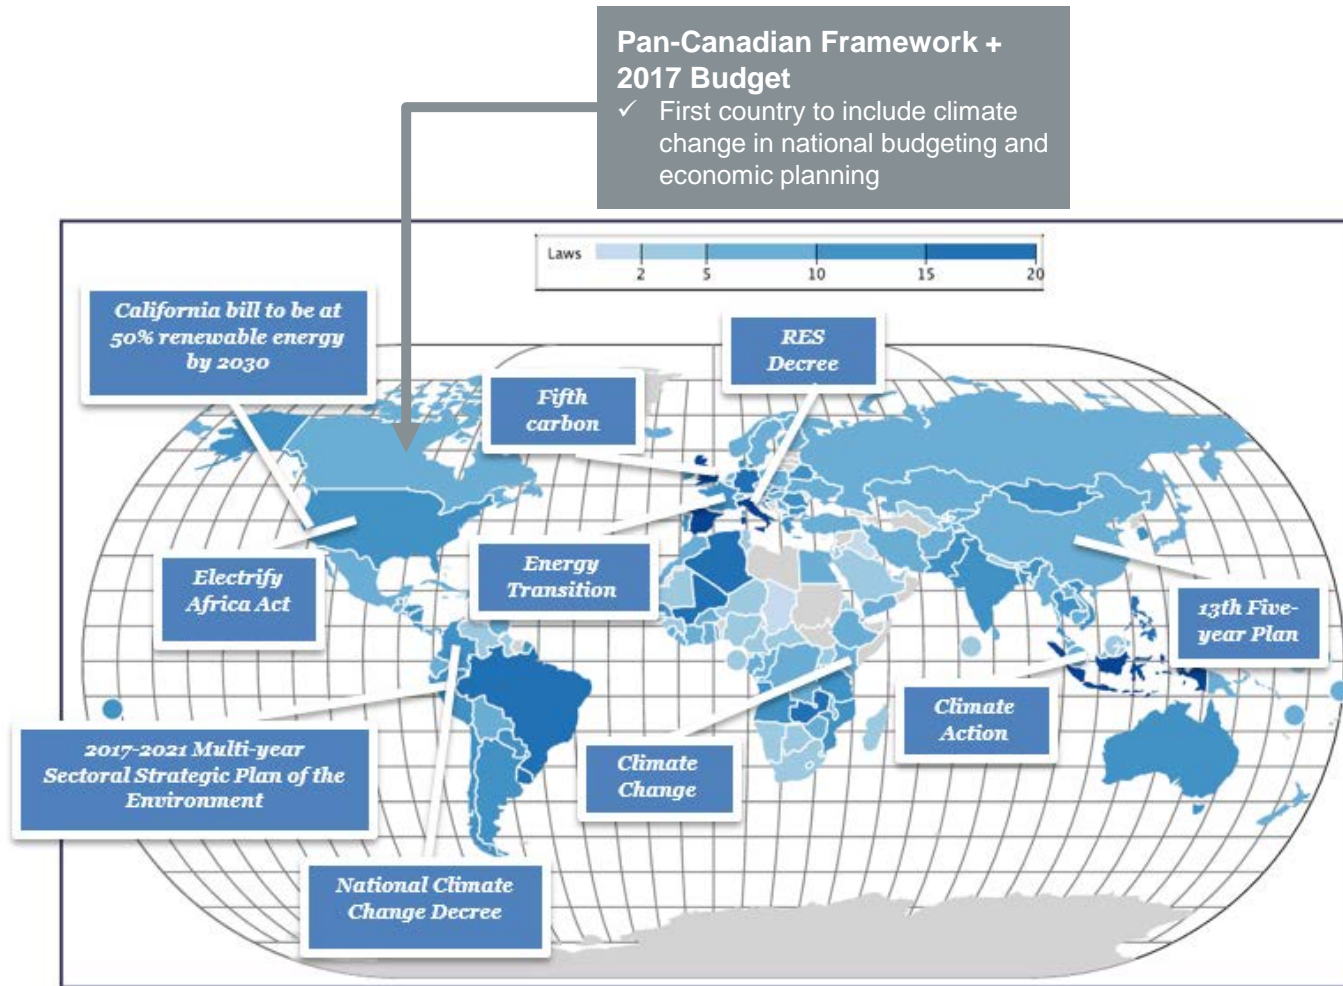 Pan-Canadian Framework +
2017 Budget
✓ First country to include climate
change in national budgeting and
economic planning
Laws
2 5 10 15 20
California bill to be at
50% renewable energy
by 2030
RES
Decree
Fifth
carbon
Electrify
Africa Act
Energy
Transition
13th Five-
year Plan
2017-2021 Multi-year
Sectoral Strategic Plan of the
Environment
Climate
Change
Climate
Action
National Climate
Change Decree